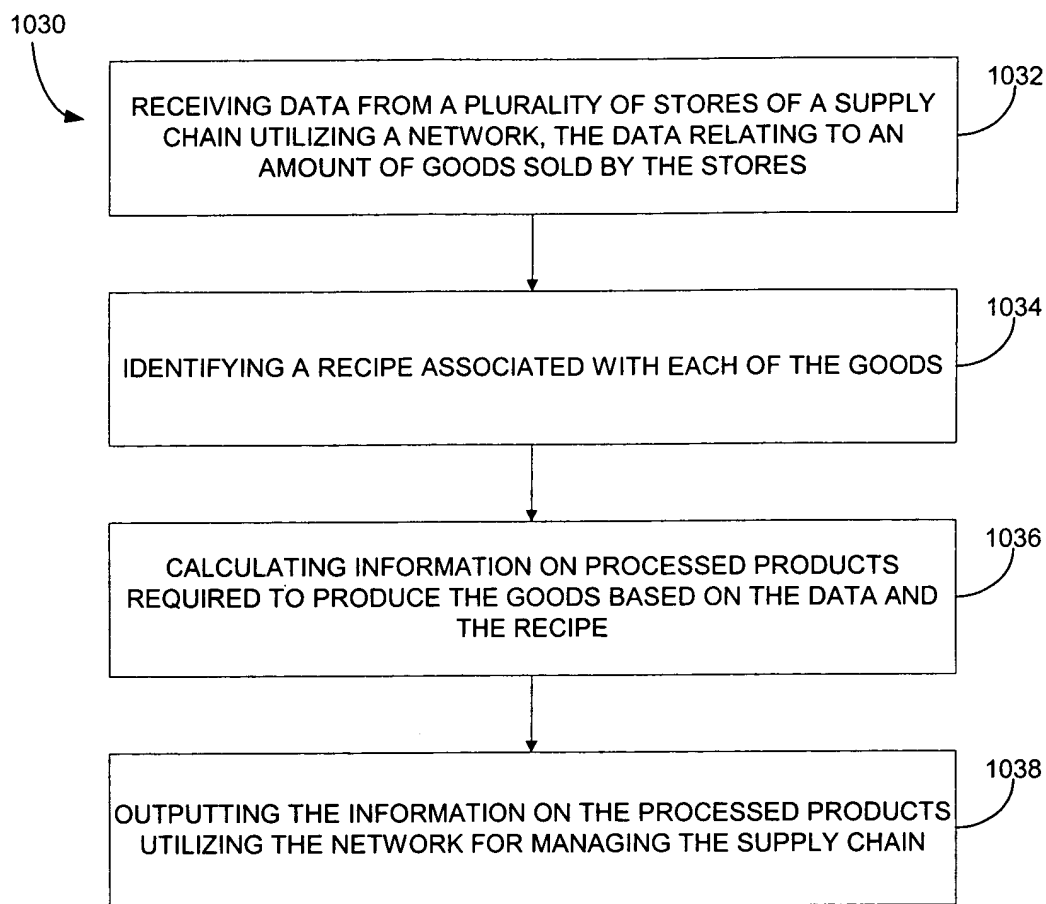 1030
1032
RECEIVING DATA FROM A PLURALITY OF STORES OF A SUPPLY
CHAIN UTILIZING A NETWORK, THE DATA RELATING TO AN
AMOUNT OF GOODS SOLD BY THE STORES
1034
IDENTIFYING A RECIPE ASSOCIATED WITH EACH OF THE GOODS
1036
CALCULATING INFORMATION ON PROCESSED PRODUCTS
REQUIRED TO PRODUCE THE GOODS BASED ON THE DATA AND
THE RECIPE
1038
OUTPUTTING THE INFORMATION ON THE PROCESSED PRODUCTS
UTILIZING THE NETWORK FOR MANAGING THE SUPPLY CHAIN